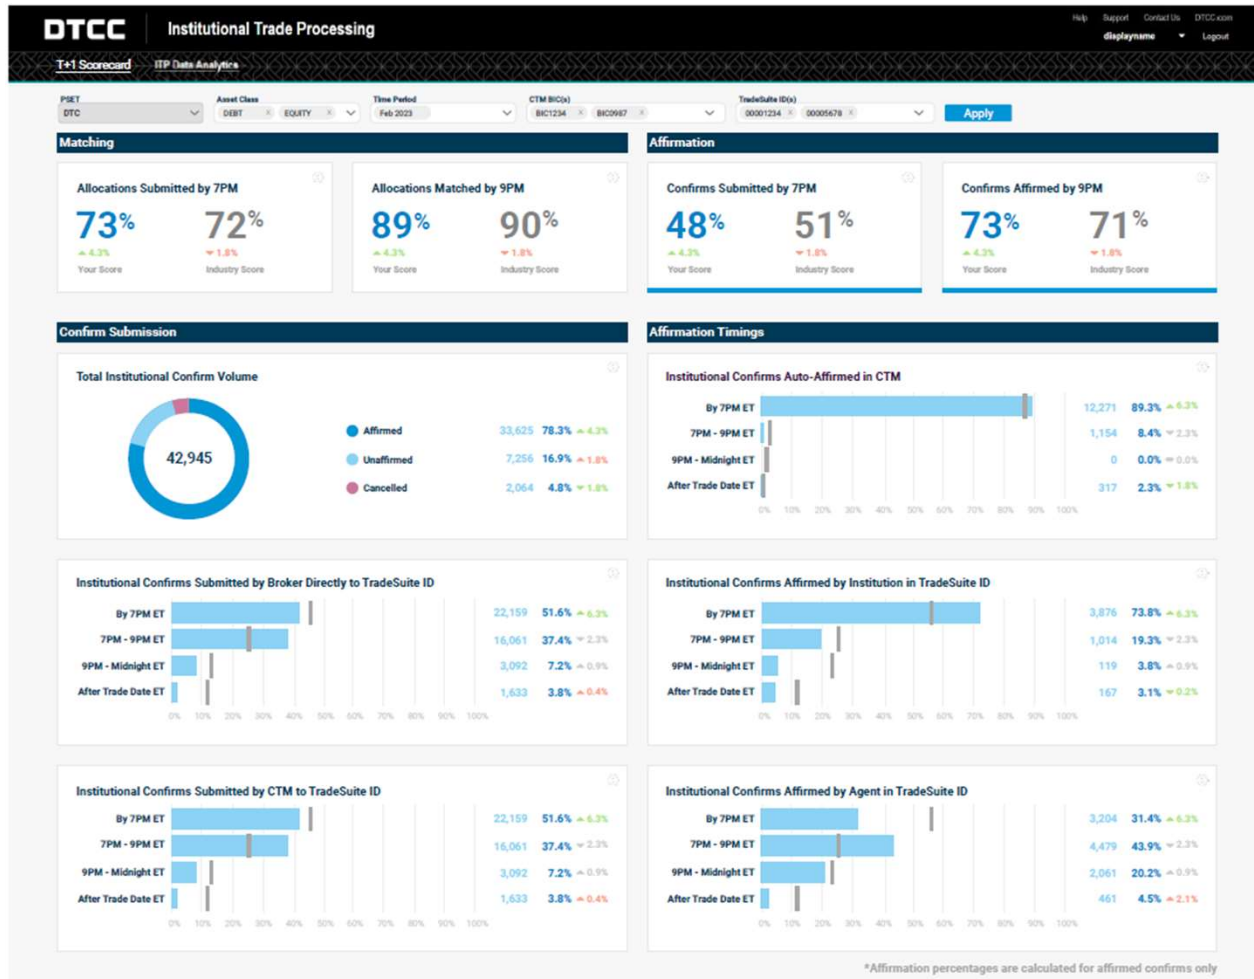 DTCC Institutional Trade Processing
Help Support Contact Us DTCC.com
displayname Logout
T+1 Scorecard ITP Data Analytics
PSET Asset Class Time Period CTM BIC(s) TradeSuite ID(s)
DTC DEBT × EQUITY × Feb 2023 BIC1234 × BIC0987 × 00001234 × 00005678 × Apply
Matching
Allocations Submitted by 7PM
73% 72%
4.3% 1.8%
Your Score Industry Score
Allocations Matched by 9PM
89% 90%
4.3% 1.8%
Your Score Industry Score
Affirmation
Confirms Submitted by 7PM
48% 51%
4.3% 1.8%
Your Score Industry Score
Confirms Affirmed by 9PM
73% 71%
4.3% 1.8%
Your Score Industry Score
Confirm Submission
Total Institutional Confirm Volume
42,945
Affirmed 33,625 78.3% 4.3%
Unaffirmed 7,256 16.9% 1.8%
Cancelled 2,064 4.8% 1.8%
Institutional Confirms Submitted by Broker Directly to TradeSuite ID
By 7PM ET 22,159 51.6% 6.3%
7PM - 9PM ET 16,061 37.4% 2.3%
9PM - Midnight ET 3,092 7.2% 0.9%
After Trade Date ET 1,633 3.8% 0.4%
0% 10% 20% 30% 40% 50% 60% 70% 80% 90% 100%
Institutional Confirms Submitted by CTM to TradeSuite ID
By 7PM ET 22,159 51.6% 6.3%
7PM - 9PM ET 16,061 37.4% 2.3%
9PM - Midnight ET 3,092 7.2% 0.9%
After Trade Date ET 1,633 3.8% 0.4%
0% 10% 20% 30% 40% 50% 60% 70% 80% 90% 100%
Affirmation Timings
Institutional Confirms Auto-Affirmed in CTM
By 7PM ET 12,271 89.3% 6.3%
7PM - 9PM ET 1,154 8.4% 2.3%
9PM - Midnight ET 0 0.0% 0.0%
After Trade Date ET 317 2.3% 1.8%
0% 10% 20% 30% 40% 50% 60% 70% 80% 90% 100%
Institutional Confirms Affirmed by Institution in TradeSuite ID
By 7PM ET 3,876 73.8% 6.3%
7PM - 9PM ET 1,014 19.3% 2.3%
9PM - Midnight ET 119 3.8% 0.9%
After Trade Date ET 167 3.1% 0.2%
0% 10% 20% 30% 40% 50% 60% 70% 80% 90% 100%
Institutional Confirms Affirmed by Agent in TradeSuite ID
By 7PM ET 3,204 31.4% 6.3%
7PM - 9PM ET 4,479 43.9% 2.3%
9PM - Midnight ET 2,061 20.2% 0.9%
After Trade Date ET 461 4.5% 2.1%
0% 10% 20% 30% 40% 50% 60% 70% 80% 90% 100%
*Affirmation percentages are calculated for affirmed confirms only